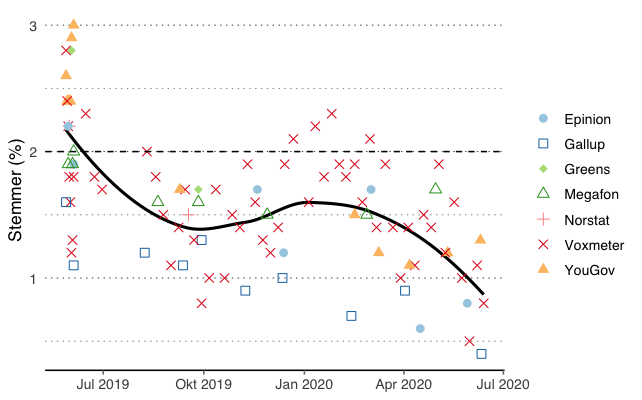 Stemmer (%)
3
2
1
Jul 2019
Okt 2019
Jan 2020
Apr 2020
Jul 2020
Epinion
Gallup
Greens
Megafon
Norstat
Voxmeter
YouGov